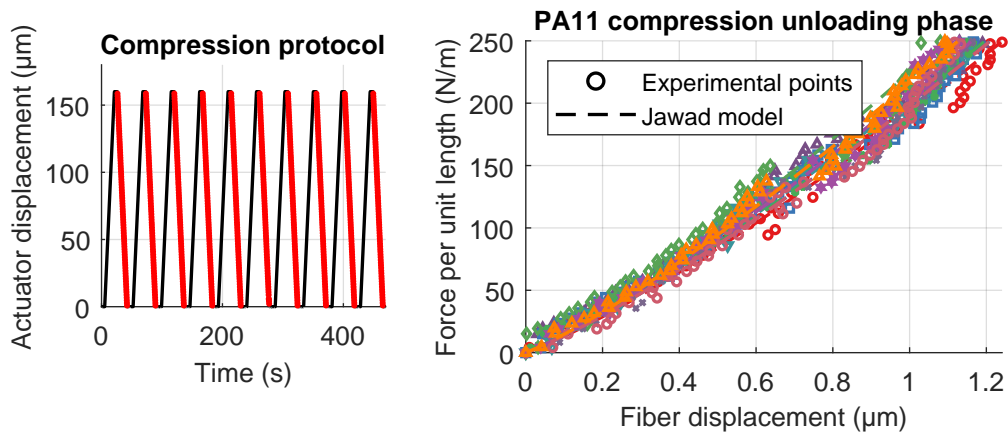 Compression protocol
Actuator displacement (µm)
150
100
50
0
0
200
400
Time (s)
PA11 compression unloading phase
Force per unit length (N/m)
250
200
150
100
50
0
Experimental points
Jawad model
0
0.2
0.4
0.6
0.8
1
1.2
Fiber displacement (µm)